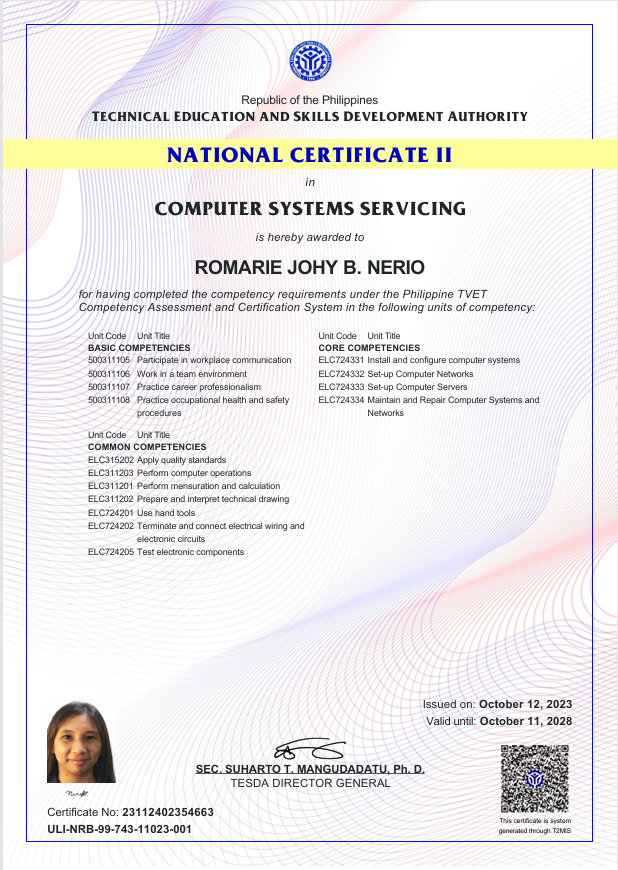 Republic of the Philippines
TECHNICAL EDUCATION AND SKILLS DEVELOPMENT AUTHORITY
NATIONAL CERTIFICATE II
in
COMPUTER SYSTEMS SERVICING
is hereby awarded to
ROMARIE JOHY B. NERIO
for having completed the competency requirements under the Philippine TVET
Competency Assessment and Certification System in the following units of competency:
Unit Code Unit Title
BASIC COMPETENCIES
500311105 Participate in workplace communication
500311106 Work in a team environment
500311107 Practice career professionalism
500311108 Practice occupational health and safety
procedures
Unit Code Unit Title
CORE COMPETENCIES
ELC724331 Install and configure computer systems
ELC724332 Set-up Computer Networks
ELC724333 Set-up Computer Servers
ELC724334 Maintain and Repair Computer Systems and
Networks
Unit Code Unit Title
COMMON COMPETENCIES
ELC315202 Apply quality standards
ELC311203 Perform computer operations
ELC311201 Perform mensuration and calculation
ELC311202 Prepare and interpret technical drawing
ELC724201 Use hand tools
ELC724202 Terminate and connect electrical wiring and
electronic circuits
ELC724205 Test electronic components
Issued on: October 12, 2023
Valid until: October 11, 2028
SEC. SUHARTO T. MANGUDADATU, Ph. D.
TESDA DIRECTOR GENERAL
Certificate No: 23112402354663
ULI-NRB-99-743-11023-001
This certificate is system
generated through T2MIS